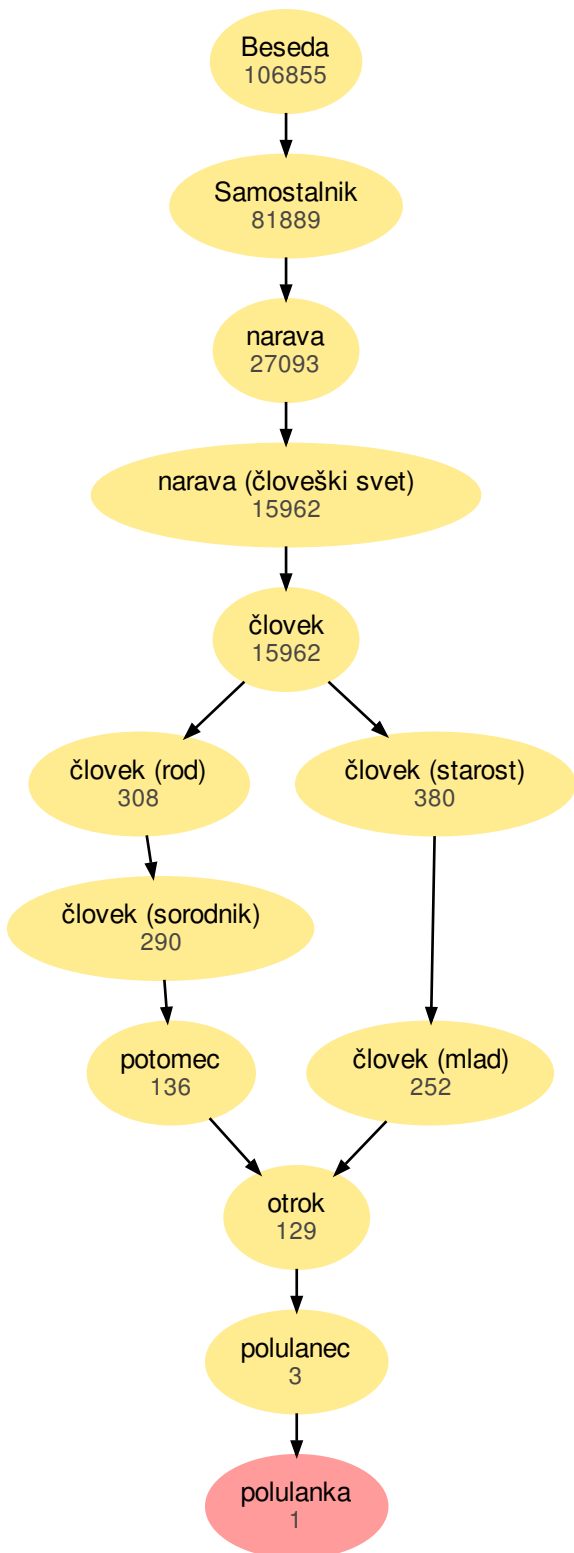 Beseda
106855
Samostalnik
81889
narava
27093
narava (človeški svet)
15962
človek
15962
človek (rod)
308
človek (starost)
380
človek (sorodnik)
290
potomec
136
človek (mlad)
252
otrok
129
polulanec
3
polulanka
1